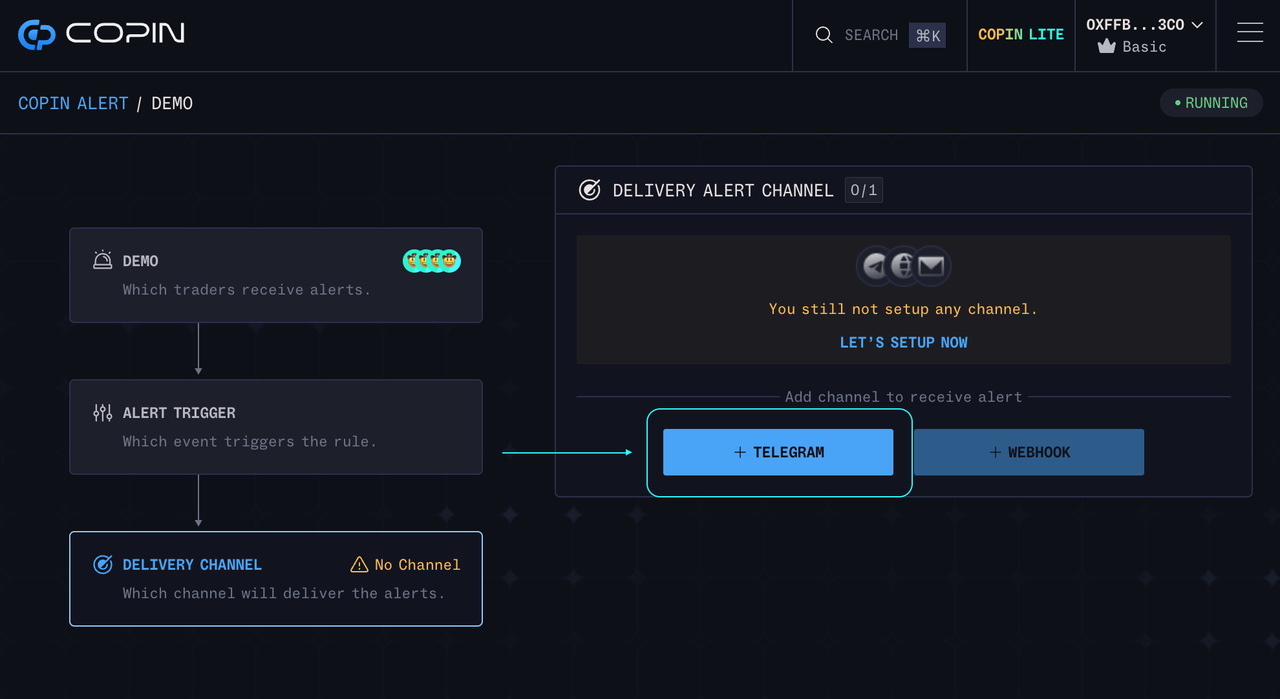 COPIN
SEARCH ⌘K
COPIN LITE
0XFFB...3C0
Basic
COPIN ALERT / DEMO
• RUNNING
DEMO
Which traders receive alerts.
ALERT TRIGGER
Which event triggers the rule.
DELIVERY CHANNEL
No Channel
Which channel will deliver the alerts.
DELIVERY ALERT CHANNEL 0/1
You still not setup any channel.
LET'S SETUP NOW
Add channel to receive alert
+ TELEGRAM
+ WEBHOOK